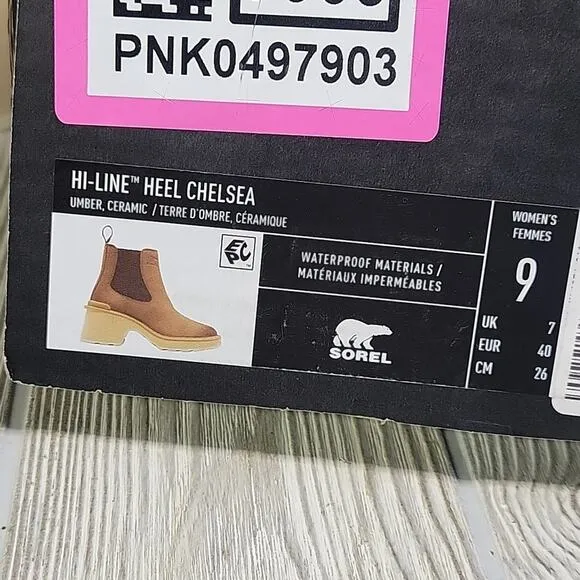 PNK0497903
HI-LINE™ HEEL CHELSEA
UMBER, CERAMIC / TERRE D'OMBRE, CÉRAMIQUE
EPC
WATERPROOF MATERIALS /
MATÉRIAUX IMPERMÉABLES
SOREL
WOMEN'S
FEMMES
9
UK 7
EUR 40
CM 26